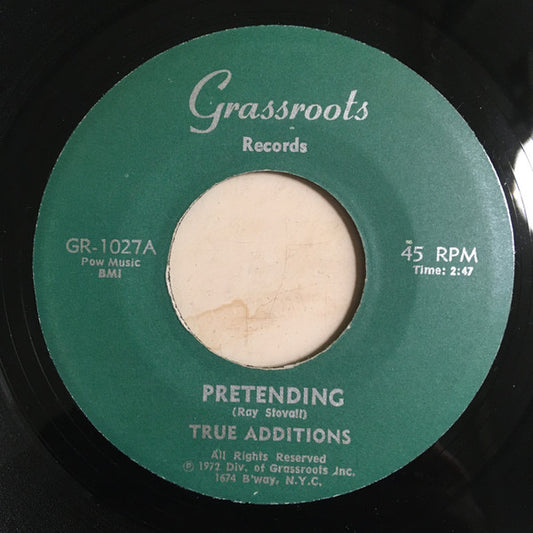 Grassroots
Records
GR-1027A
Pow Music
BMI
45 RPM
Time: 2:47
PRETENDING
(Ray Stovall)
TRUE ADDITIONS
All Rights Reserved
℗ 1972 Div. of Grassroots Inc.
1674 B'way, N.Y.C.